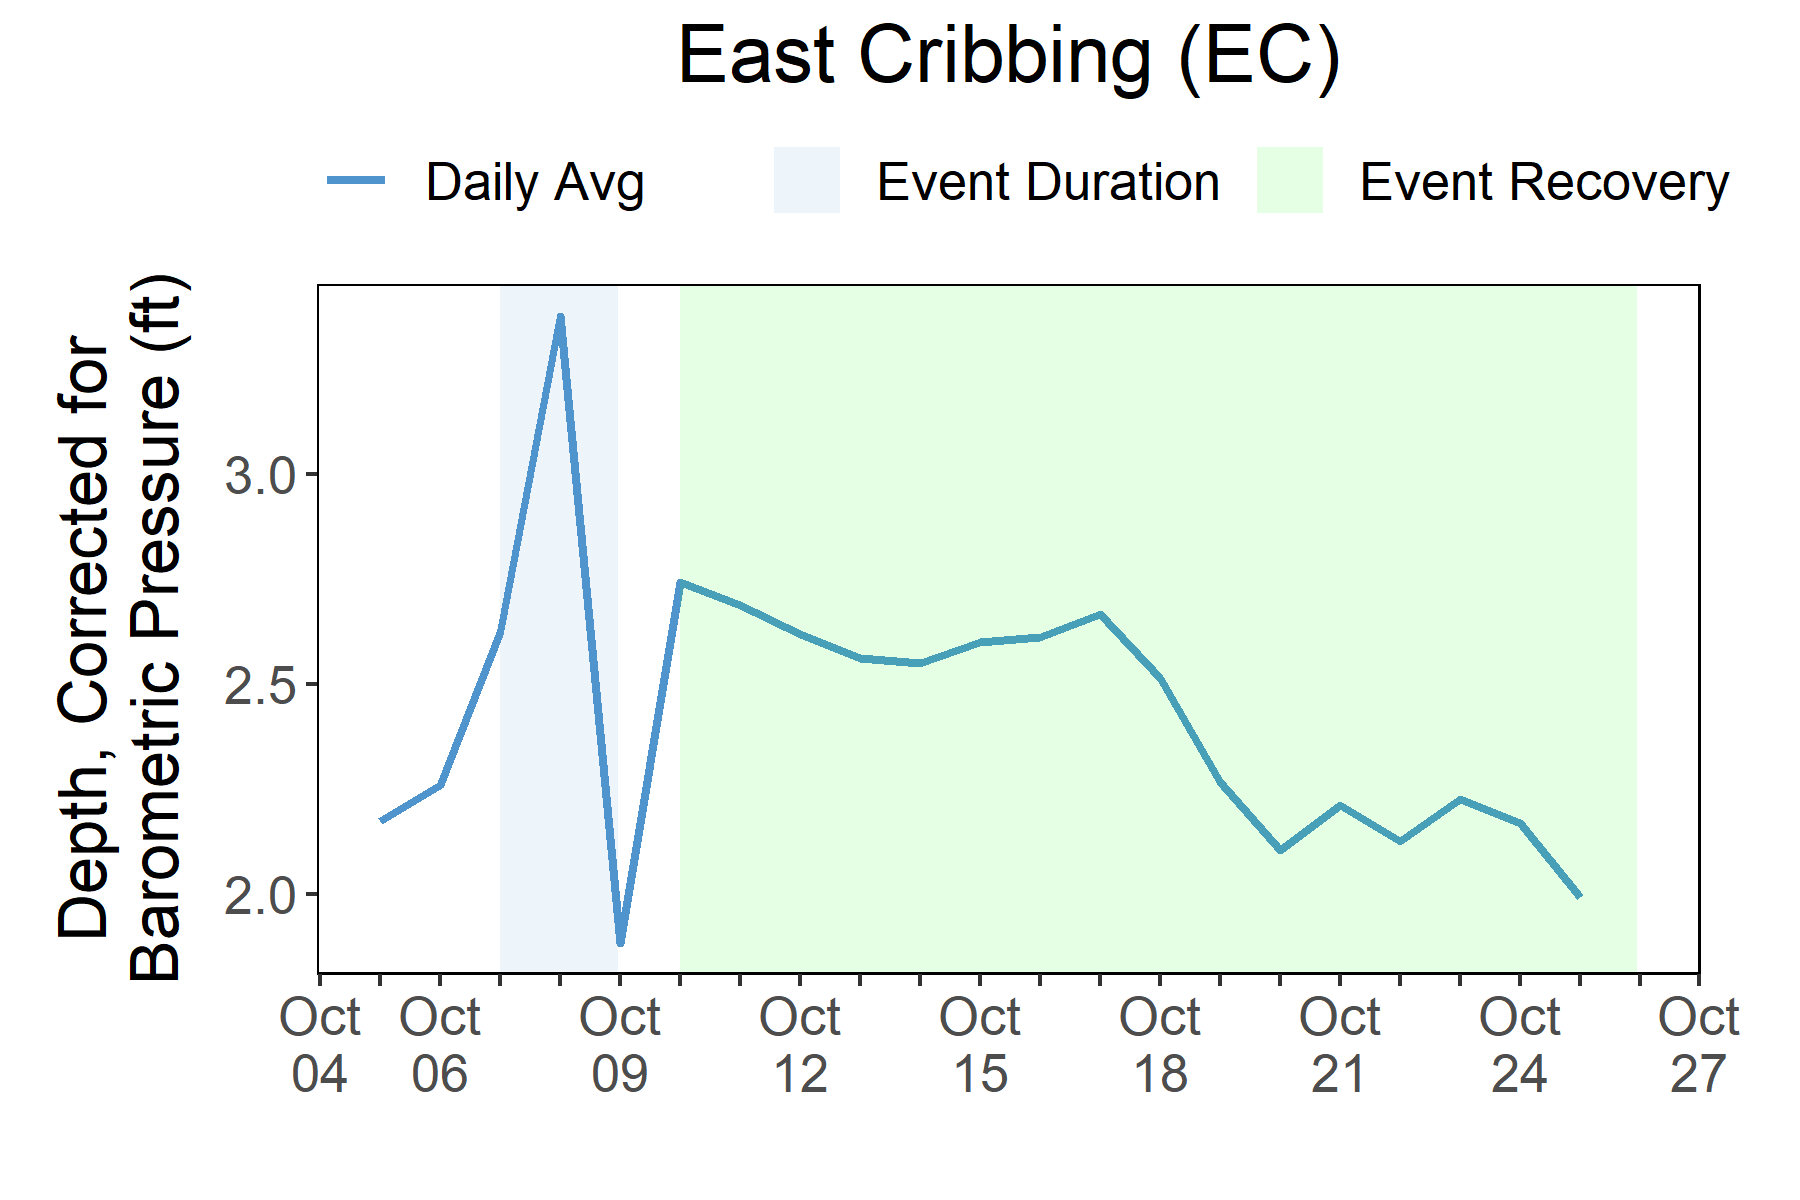 East Cribbing (EC)
Daily Avg Event Duration Event Recovery
Depth, Corrected for
Barometric Pressure (ft)
3.0
2.5
2.0
Oct Oct Oct Oct Oct Oct Oct Oct Oct
04 06 09 12 15 18 21 24 27